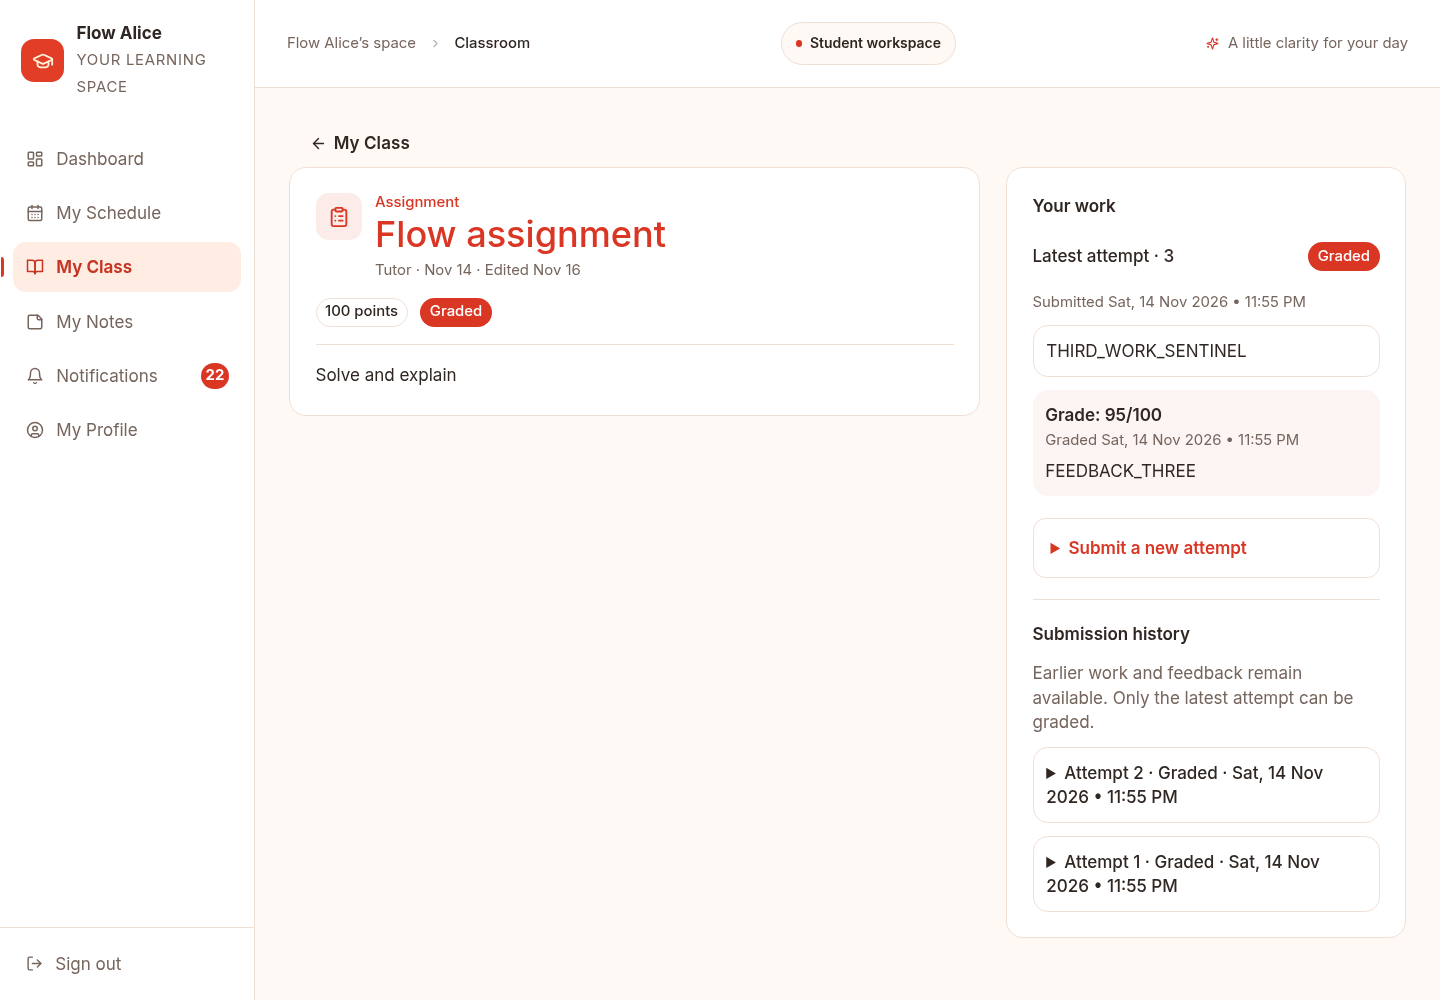 Flow Alice
YOUR LEARNING
SPACE
Dashboard
My Schedule
My Class
My Notes
Notifications
22
My Profile
Sign out
Flow Alice's space
Classroom
Student workspace
A little clarity for your day
My Class
Assignment
Flow assignment
Tutor · Nov 14 · Edited Nov 16
100 points
Graded
Solve and explain
Your work
Latest attempt · 3
Graded
Submitted Sat, 14 Nov 2026 • 11:55 PM
THIRD_WORK_SENTINEL
Grade: 95/100
Graded Sat, 14 Nov 2026 • 11:55 PM
FEEDBACK_THREE
Submit a new attempt
Submission history
Earlier work and feedback remain
available. Only the latest attempt can be
graded.
Attempt 2 · Graded · Sat, 14 Nov
2026 • 11:55 PM
Attempt 1 · Graded · Sat, 14 Nov
2026 • 11:55 PM